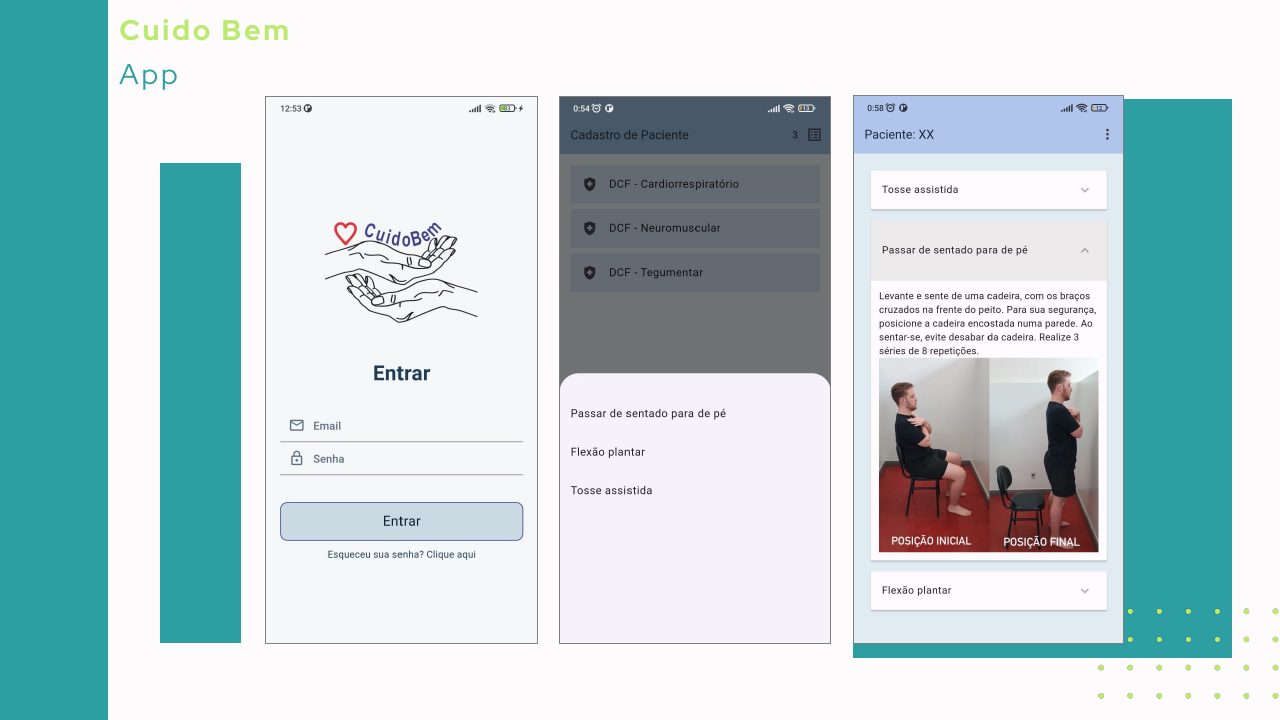 Cuido Bem
App
12:53
CuidoBem
Entrar
Email
Senha
Entrar
Esqueceu sua senha? Clique aqui
0:54
Cadastro de Paciente
3
DCF - Cardiorrespiratório
DCF - Neuromuscular
DCF - Tegumentar
Passar de sentado para de pé
Flexão plantar
Tosse assistida
0:58
Paciente: XX
Tosse assistida
Passar de sentado para de pé
Levante e sente de uma cadeira, com os braços
cruzados na frente do peito. Para sua segurança,
posicione a cadeira encostada numa parede. Ao
sentar-se, evite desabar da cadeira. Realize 3
séries de 8 repetições.
POSIÇÃO INICIAL
POSIÇÃO FINAL
Flexão plantar